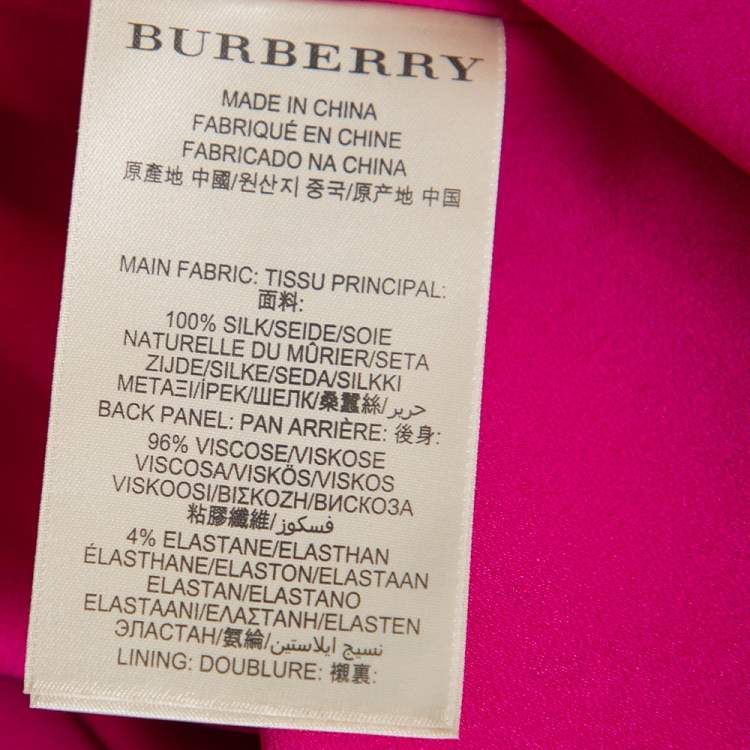 BURBERRY
MADE IN CHINA
FABRIQUÉ EN CHINE
FABRICADO NA CHINA
原產地 中國/원산지 중국/原产地 中国
MAIN FABRIC: TISSU PRINCIPAL:
面料:
100% SILK/SEIDE/SOIE
NATURELLE DU MÛRIER/SETA
ZIJDE/SILKE/SEDA/SILKKI
ΜΕΤΑΞΙ/İPEK/ШЕЛК/桑蠶絲/حرير
BACK PANEL: PAN ARRIÈRE: 後身:
96% VISCOSE/VISKOSE
VISCOSA/VISKÖS/VISKOS
VISKOOSI/ΒΙΣΚΟΖΗ/ВИСКОЗА
粘膠纖維/فسكوز
4% ELASTANE/ELASTHAN
ÉLASTHANE/ELASTON/ELASTAAN
ELASTAN/ELASTANO
ELASTAANI/ΕΛΑΣΤΑΝΗ/ELASTEN
ЭЛАСТАН/氨綸/نسيج ايلاستين
LINING: DOUBLURE: 襯裏: